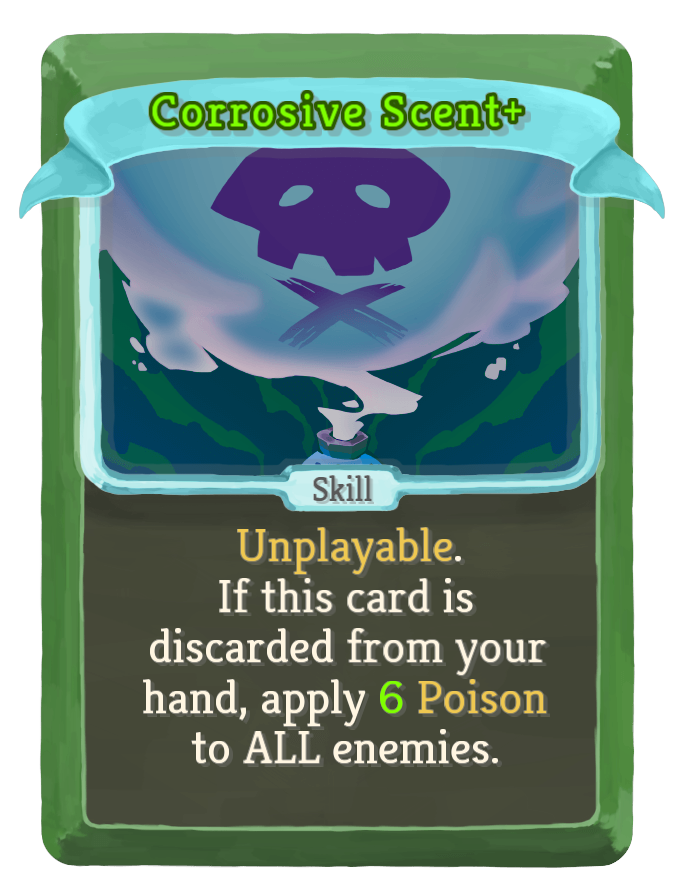 Corrosive Scent+
Skill
Unplayable.
If this card is
discarded from your
hand, apply 6 Poison
to ALL enemies.